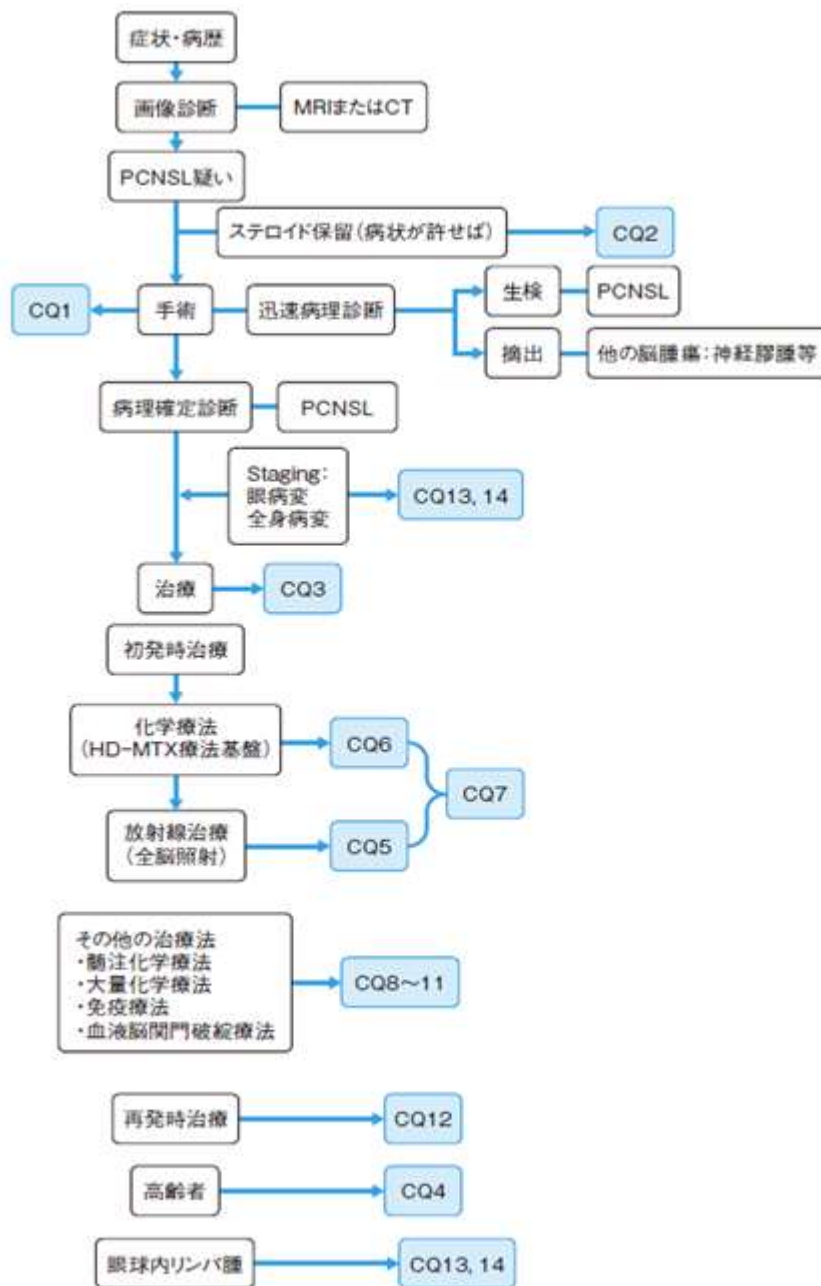 症状・病歴
画像診断
MRIまたはCT
PCNSL疑い
ステロイド保留(病状が許せば)
CQ2
CQ1
手術
迅速病理診断
生検
PCNSL
摘出
他の脳腫瘍:神経膠腫等
病理確定診断
PCNSL
Staging:
眼病変
全身病変
CQ13, 14
治療
CQ3
初発時治療
化学療法
(HD-MTX療法基盤)
CQ6
CQ7
放射線治療
(全脳照射)
CQ5
その他の治療法
・髄注化学療法
・大量化学療法
・免疫療法
・血液脳関門破綻療法
CQ8~11
再発時治療
CQ12
高齢者
CQ4
眼球内リンパ腫
CQ13, 14